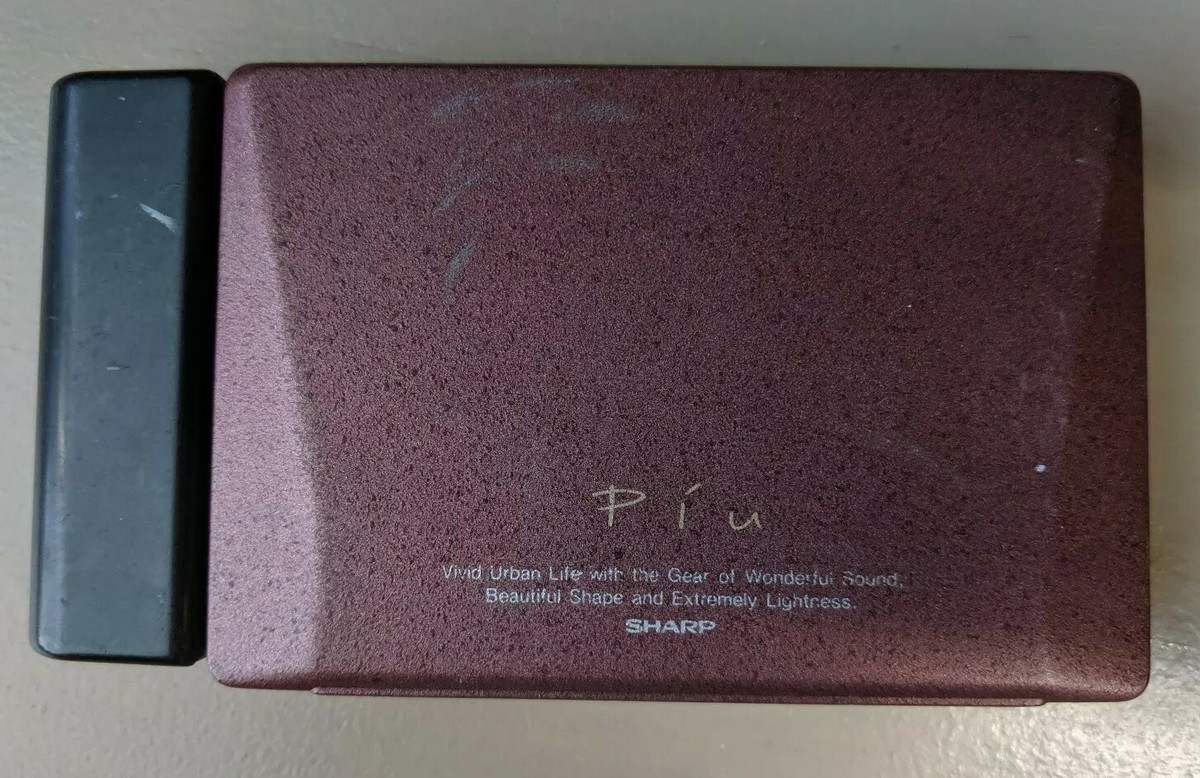 Píu
Vivid Urban Life with the Gear of Wonderful Sound,
Beautiful Shape and Extremely Lightness.
SHARP